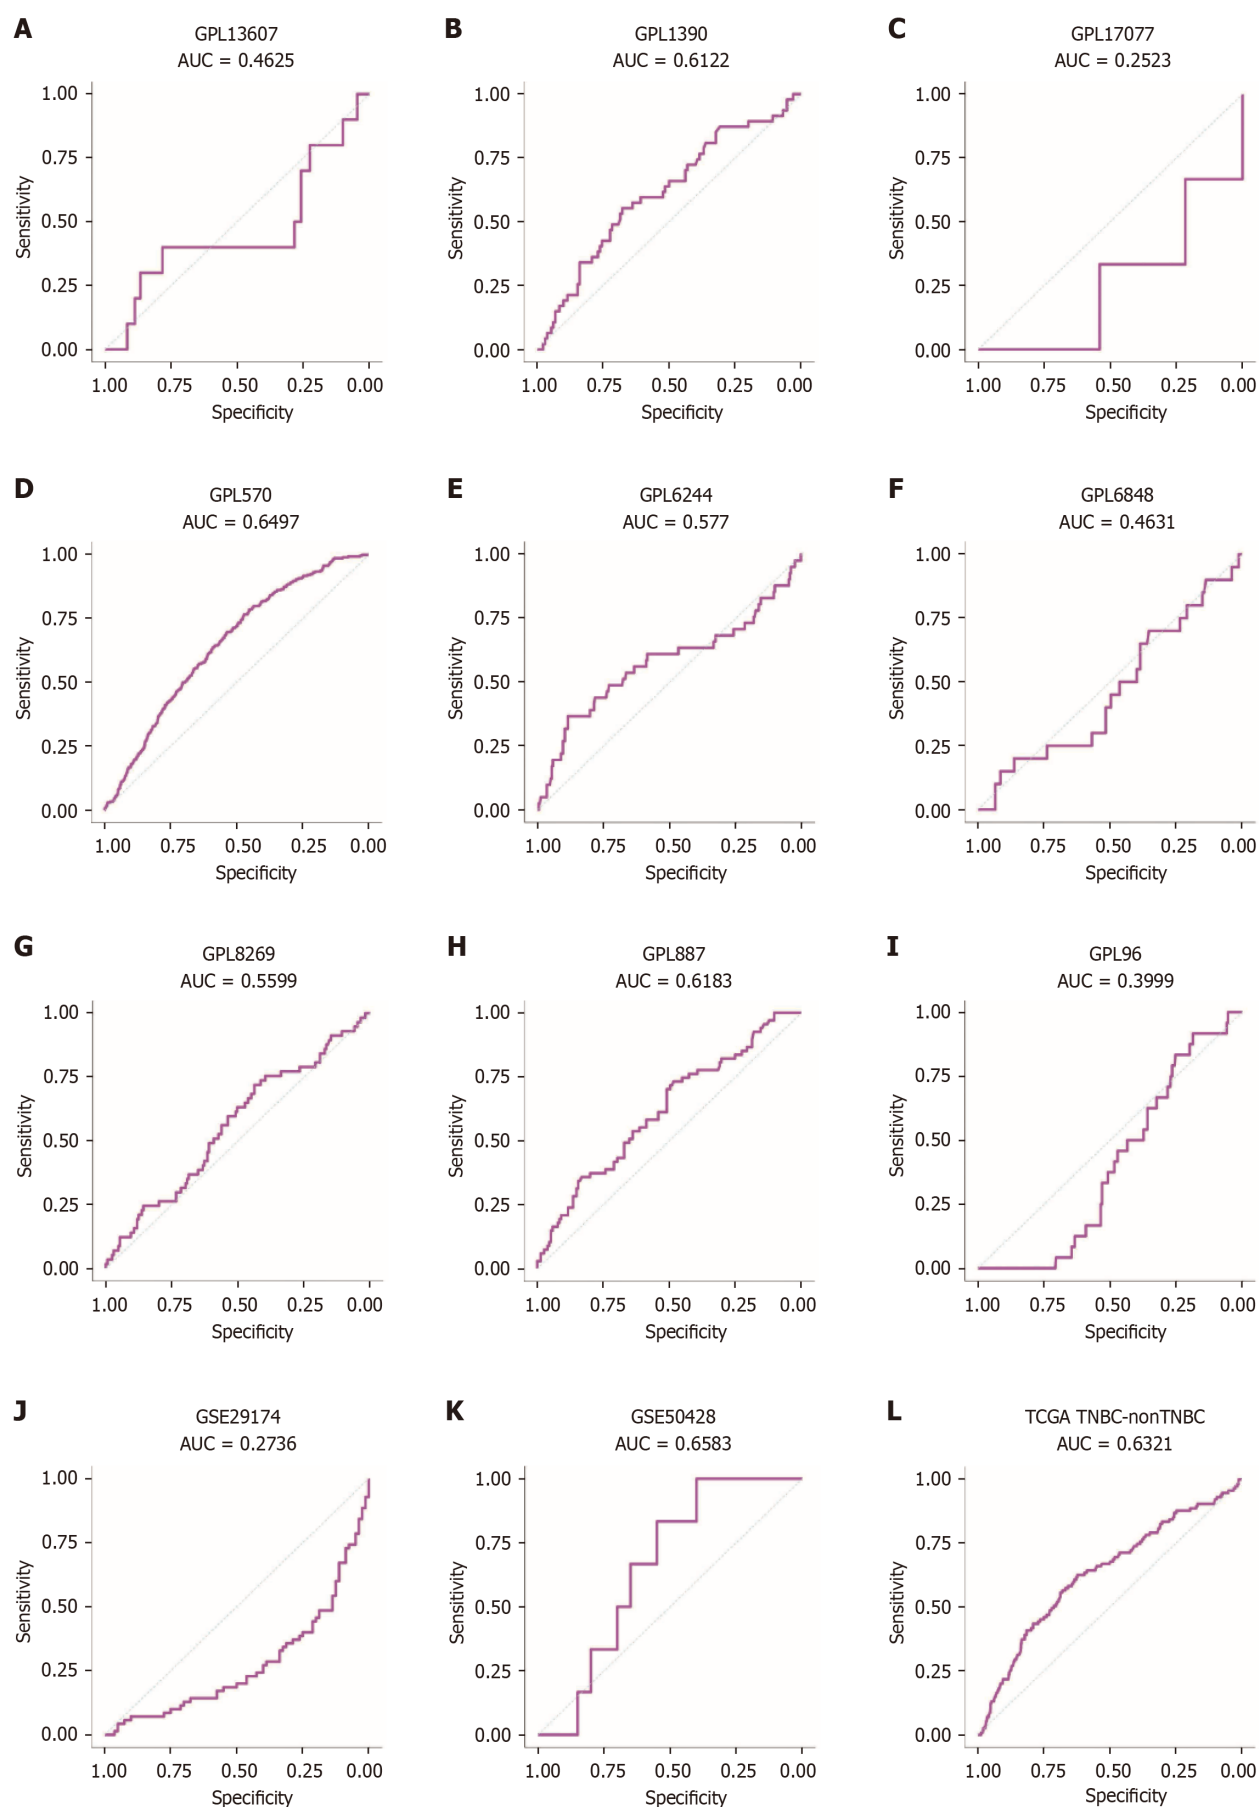 A
GPL13607
AUC = 0.4625
1.00
0.75
0.50
0.25
0.00
Sensitivity
1.00 0.75 0.50 0.25 0.00
Specificity
B
GPL1390
AUC = 0.6122
1.00
0.75
0.50
0.25
0.00
Sensitivity
1.00 0.75 0.50 0.25 0.00
Specificity
C
GPL17077
AUC = 0.2523
1.00
0.75
0.50
0.25
0.00
Sensitivity
1.00 0.75 0.50 0.25 0.00
Specificity
D
GPL570
AUC = 0.6497
1.00
0.75
0.50
0.25
0.00
Sensitivity
1.00 0.75 0.50 0.25 0.00
Specificity
E
GPL6244
AUC = 0.577
1.00
0.75
0.50
0.25
0.00
Sensitivity
1.00 0.75 0.50 0.25 0.00
Specificity
F
GPL6848
AUC = 0.4631
1.00
0.75
0.50
0.25
0.00
Sensitivity
1.00 0.75 0.50 0.25 0.00
Specificity
G
GPL8269
AUC = 0.5599
1.00
0.75
0.50
0.25
0.00
Sensitivity
1.00 0.75 0.50 0.25 0.00
Specificity
H
GPL887
AUC = 0.6183
1.00
0.75
0.50
0.25
0.00
Sensitivity
1.00 0.75 0.50 0.25 0.00
Specificity
I
GPL96
AUC = 0.3999
1.00
0.75
0.50
0.25
0.00
Sensitivity
1.00 0.75 0.50 0.25 0.00
Specificity
J
GSE29174
AUC = 0.2736
1.00
0.75
0.50
0.25
0.00
Sensitivity
1.00 0.75 0.50 0.25 0.00
Specificity
K
GSE50428
AUC = 0.6583
1.00
0.75
0.50
0.25
0.00
Sensitivity
1.00 0.75 0.50 0.25 0.00
Specificity
L
TCGA TNBC-nonTNBC
AUC = 0.6321
1.00
0.75
0.50
0.25
0.00
Sensitivity
1.00 0.75 0.50 0.25 0.00
Specificity